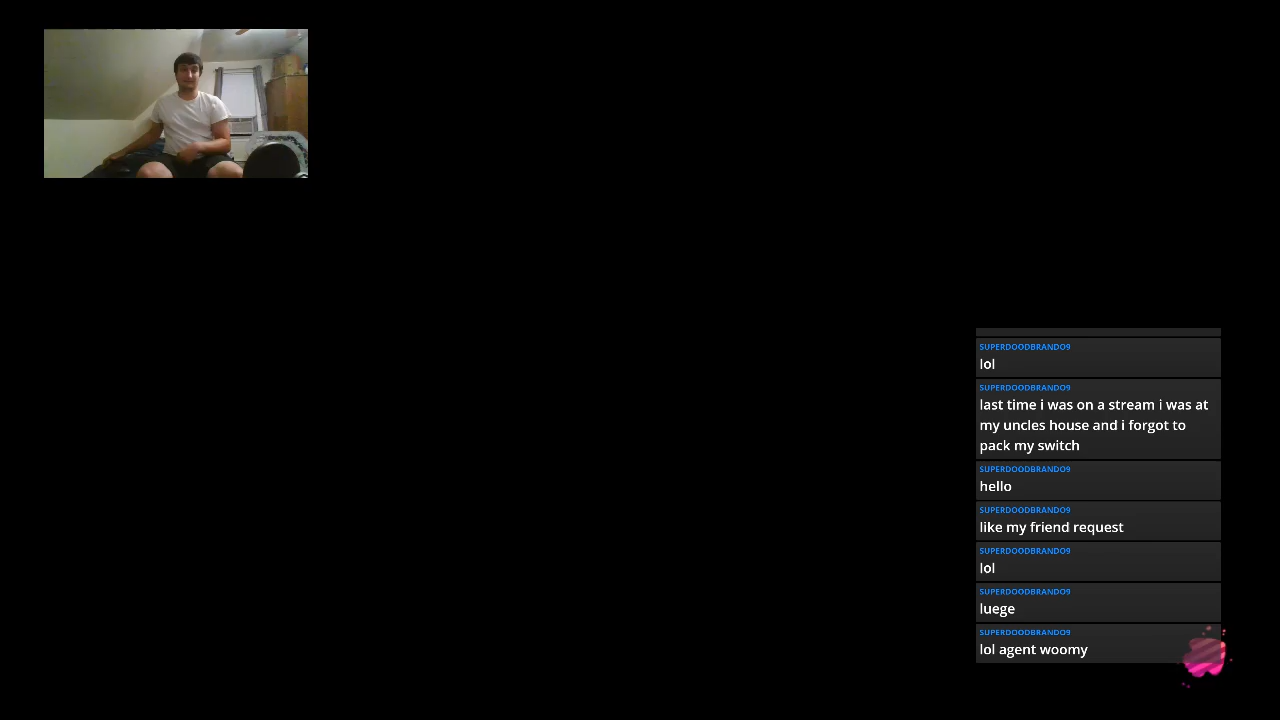 SUPERDOODBRANDO9
lol
SUPERDOODBRANDO9
last time i was on a stream i was at
my uncles house and i forgot to
pack my switch
SUPERDOODBRANDO9
hello
SUPERDOODBRANDO9
like my friend request
SUPERDOODBRANDO9
lol
SUPERDOODBRANDO9
luege
SUPERDOODBRANDO9
lol agent woomy